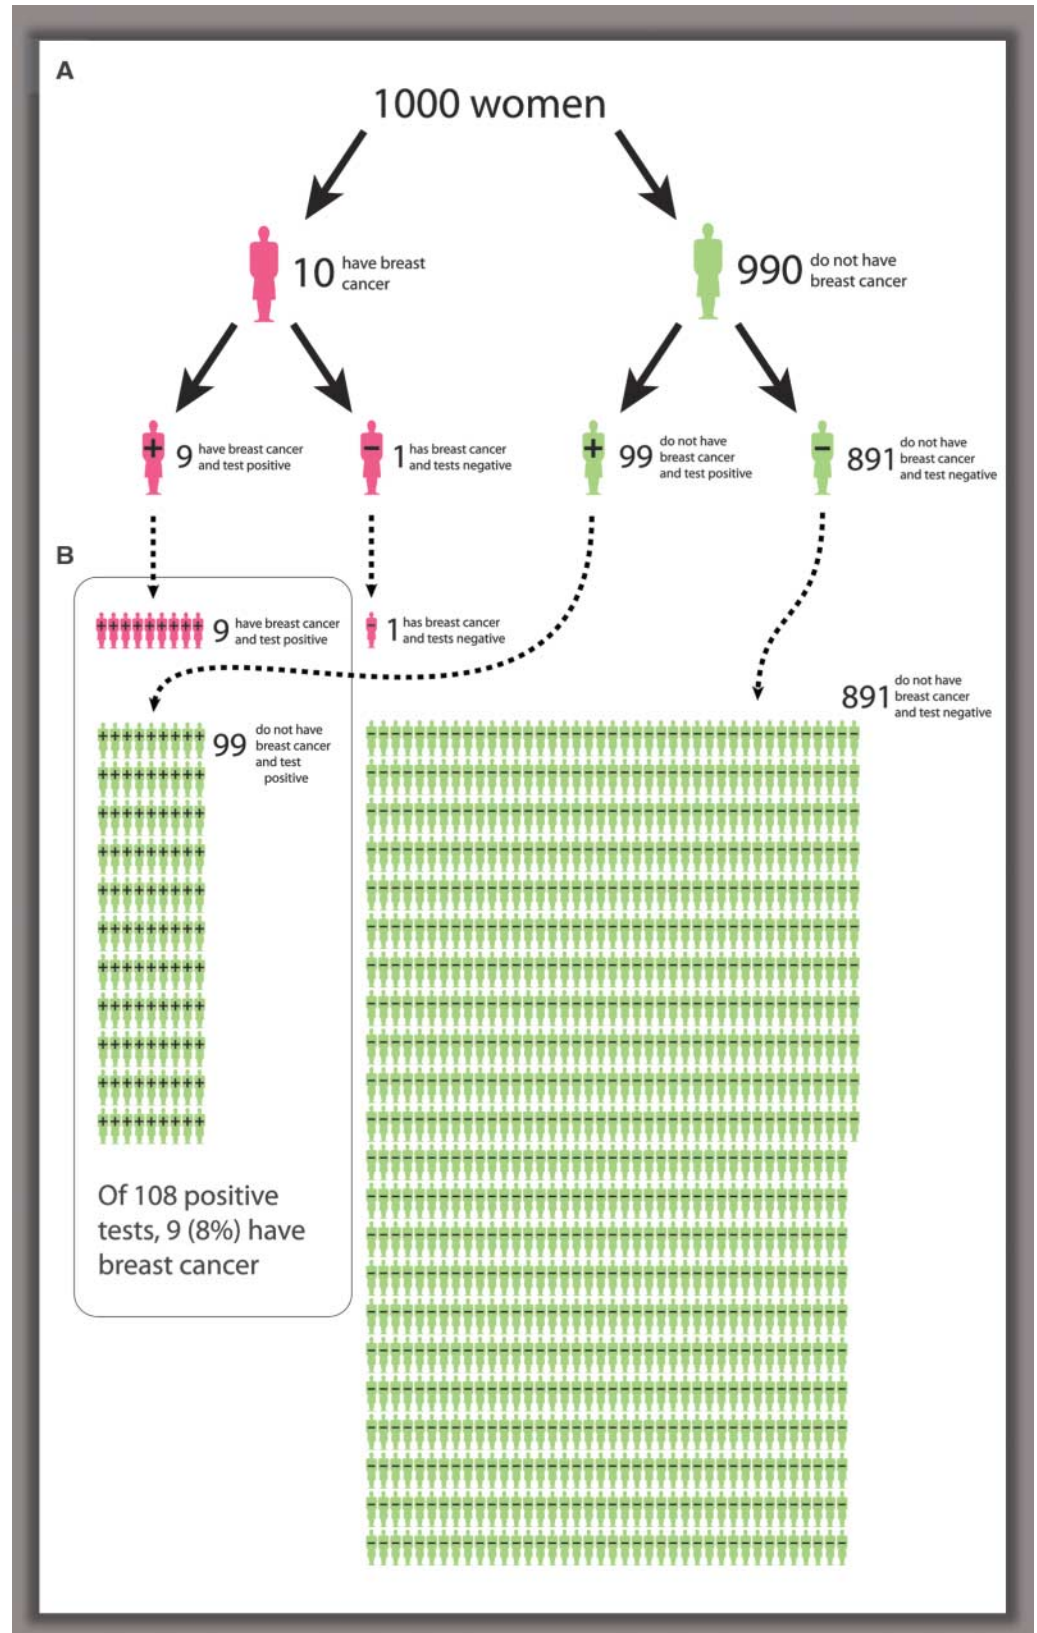 A
1000 women
10 have breast
cancer
990 do not have
breast cancer
+ 9 have breast cancer
and test positive
− 1 has breast cancer
and tests negative
+ 99 do not have
breast cancer
and test positive
− 891 do not have
breast cancer
and test negative
B
9 have breast cancer
and test positive
1 has breast cancer
and tests negative
891 do not have
breast cancer
and test negative
99 do not have
breast cancer
and test
positive
Of 108 positive
tests, 9 (8%) have
breast cancer